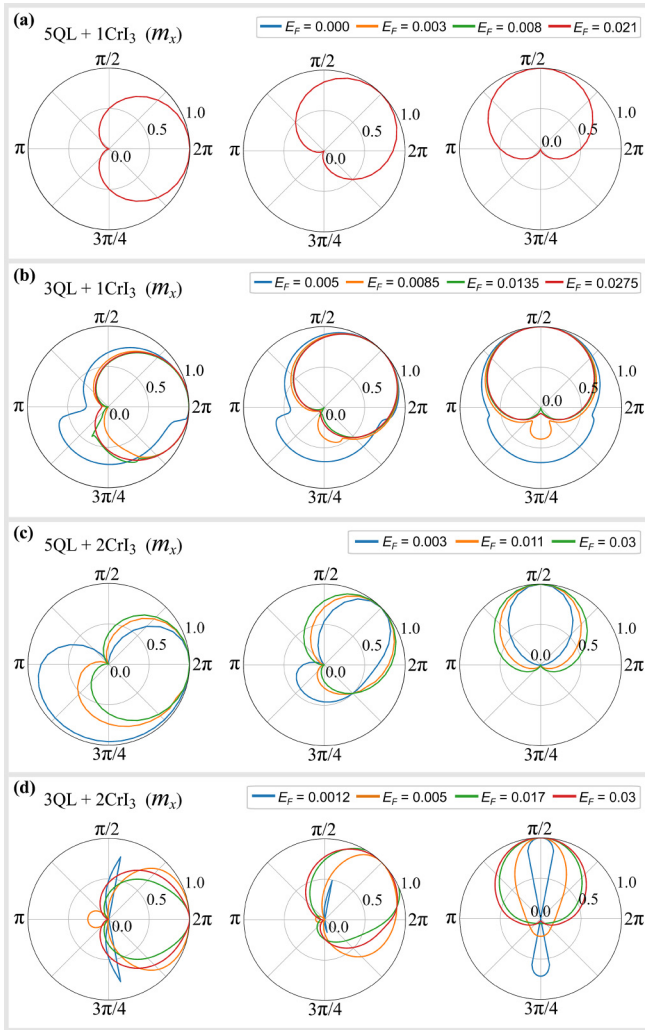 (a) 5QL + 1CrI3 (mx) EF = 0.000 EF = 0.003 EF = 0.008 EF = 0.021
π/2 π/2 π/2
1.0 1.0 1.0
0.5 0.5 0.5
π 0.0 2π π 0.0 2π π 0.0 2π
3π/4 3π/4 3π/4
(b) 3QL + 1CrI3 (mx) EF = 0.005 EF = 0.0085 EF = 0.0135 EF = 0.0275
π/2 π/2 π/2
1.0 1.0 1.0
0.5 0.5 0.5
π 0.0 2π π 0.0 2π π 0.0 2π
3π/4 3π/4 3π/4
(c) 5QL + 2CrI3 (mx) EF = 0.003 EF = 0.011 EF = 0.03
π/2 π/2 π/2
1.0 1.0 1.0
0.5 0.5 0.5
π 0.0 2π π 0.0 2π π 0.0 2π
3π/4 3π/4 3π/4
(d) 3QL + 2CrI3 (mx) EF = 0.0012 EF = 0.005 EF = 0.017 EF = 0.03
π/2 π/2 π/2
1.0 1.0 1.0
0.5 0.5 0.5
π 0.0 2π π 0.0 2π π 0.0 2π
3π/4 3π/4 3π/4